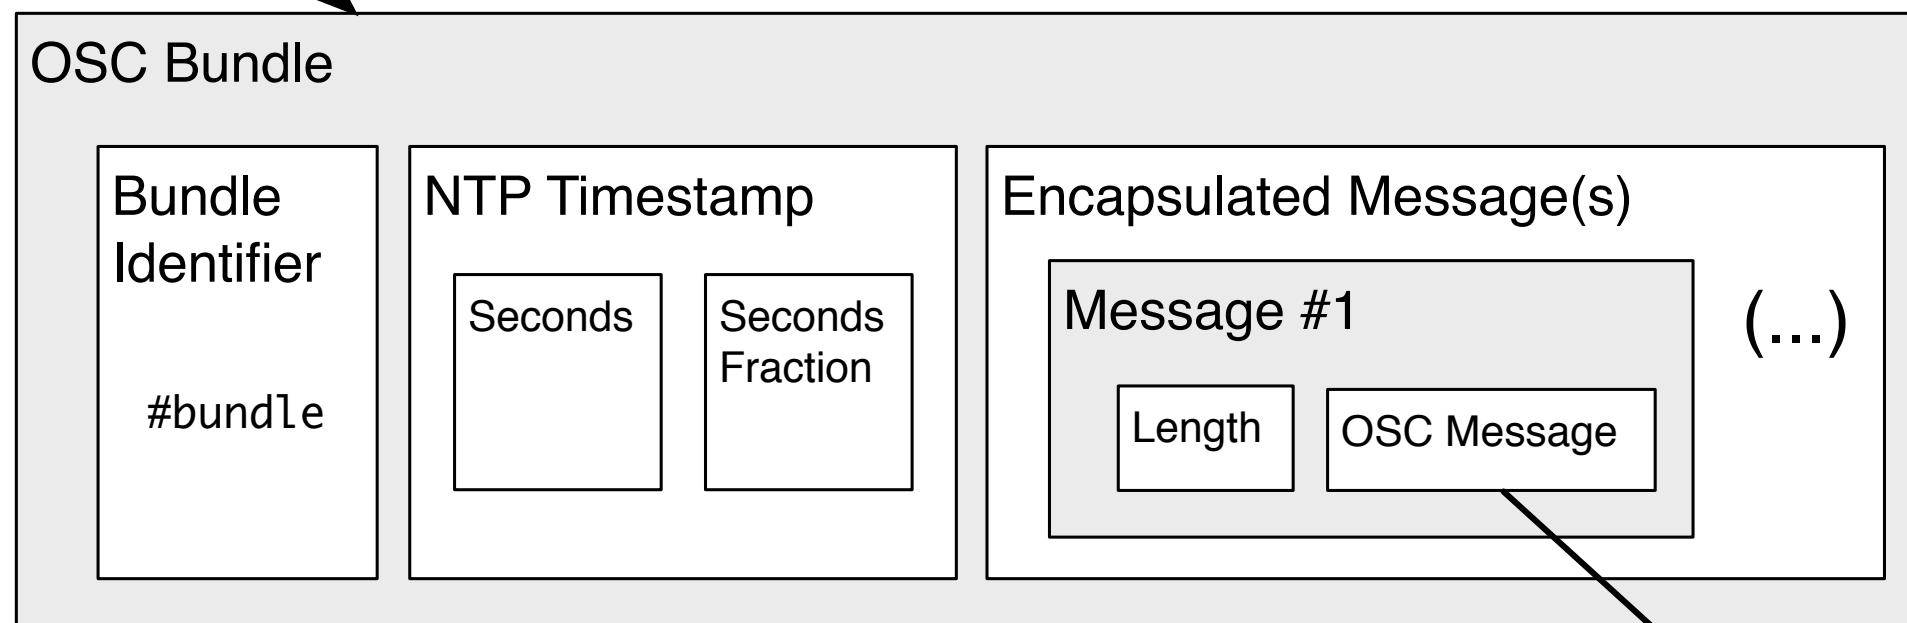 OSC Bundle
Bundle
Identifier
#bundle
NTP Timestamp
Seconds
Seconds
Fraction
Encapsulated Message(s)
Message #1
Length
OSC Message
(...)